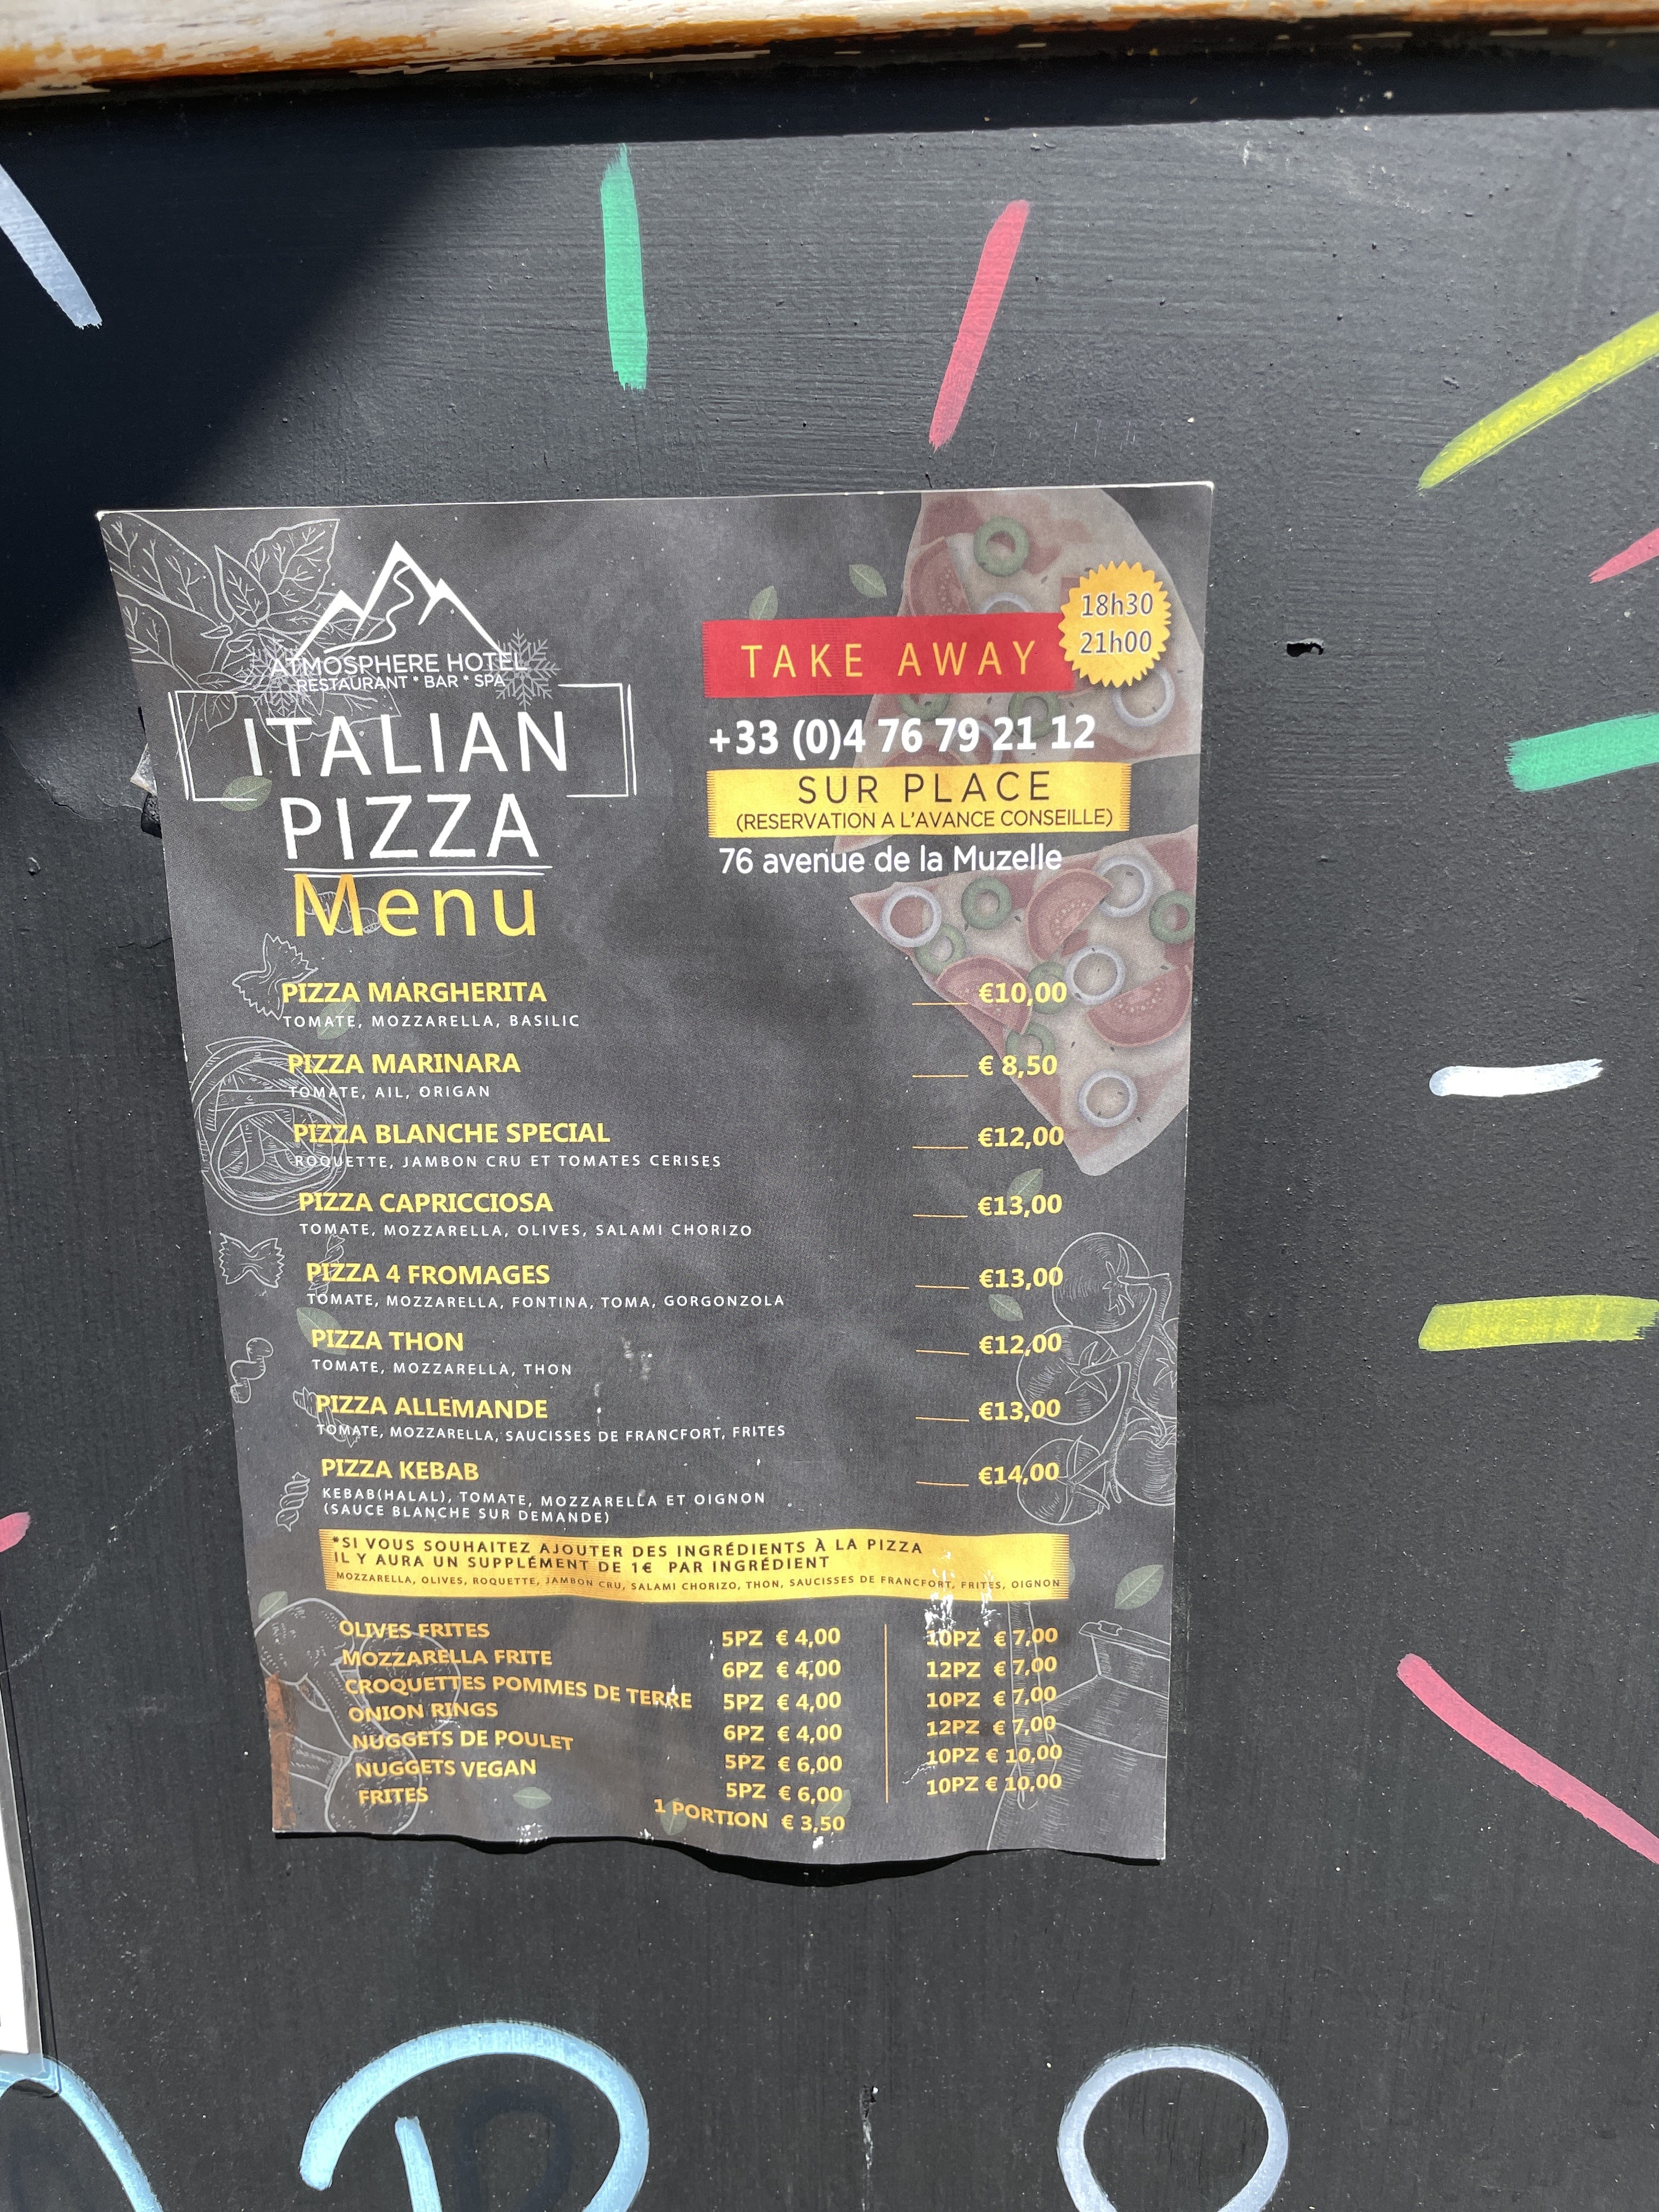 ATMOSPHERE HOTEL
RESTAURANT * BAR * SPA
ITALIAN
PIZZA
Menu
TAKE AWAY
18h30
21h00
+33 (0)4 76 79 21 12
SUR PLACE
(RESERVATION A L'AVANCE CONSEILLE)
76 avenue de la Muzelle
PIZZA MARGHERITA €10,00
TOMATE, MOZZARELLA, BASILIC
PIZZA MARINARA € 8,50
TOMATE, AIL, ORIGAN
PIZZA BLANCHE SPECIAL €12,00
ROQUETTE, JAMBON CRU ET TOMATES CERISES
PIZZA CAPRICCIOSA €13,00
TOMATE, MOZZARELLA, OLIVES, SALAMI CHORIZO
PIZZA 4 FROMAGES €13,00
TOMATE, MOZZARELLA, FONTINA, TOMA, GORGONZOLA
PIZZA THON €12,00
TOMATE, MOZZARELLA, THON
PIZZA ALLEMANDE €13,00
TOMATE, MOZZARELLA, SAUCISSES DE FRANCFORT, FRITES
PIZZA KEBAB €14,00
KEBAB(HALAL), TOMATE, MOZZARELLA ET OIGNON
(SAUCE BLANCHE SUR DEMANDE)
*SI VOUS SOUHAITEZ AJOUTER DES INGRÉDIENTS À LA PIZZA
IL Y AURA UN SUPPLÉMENT DE 1€ PAR INGRÉDIENT
MOZZARELLA, OLIVES, ROQUETTE, JAMBON CRU, SALAMI CHORIZO, THON, SAUCISSES DE FRANCFORT, FRITES, OIGNON
OLIVES FRITES 5PZ € 4,00 10PZ € 7,00
MOZZARELLA FRITE 6PZ € 4,00 12PZ € 7,00
CROQUETTES POMMES DE TERRE 5PZ € 4,00 10PZ € 7,00
ONION RINGS 6PZ € 4,00 12PZ € 7,00
NUGGETS DE POULET 5PZ € 6,00 10PZ € 10,00
NUGGETS VEGAN 5PZ € 6,00 10PZ € 10,00
FRITES 1 PORTION € 3,50